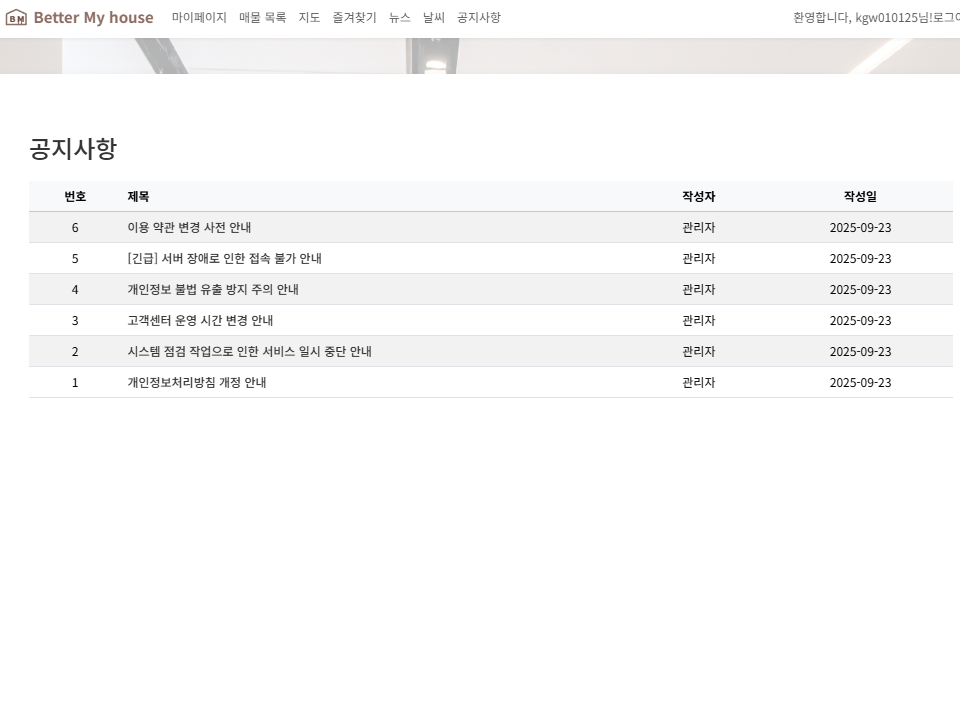 BM Better My house 마이페이지 매물 목록 지도 즐겨찾기 뉴스 날씨 공지사항 환영합니다, kgw010125님!로그아
공지사항
번호 제목 작성자 작성일
6 이용 약관 변경 사전 안내 관리자 2025-09-23
5 [긴급] 서버 장애로 인한 접속 불가 안내 관리자 2025-09-23
4 개인정보 불법 유출 방지 주의 안내 관리자 2025-09-23
3 고객센터 운영 시간 변경 안내 관리자 2025-09-23
2 시스템 점검 작업으로 인한 서비스 일시 중단 안내 관리자 2025-09-23
1 개인정보처리방침 개정 안내 관리자 2025-09-23